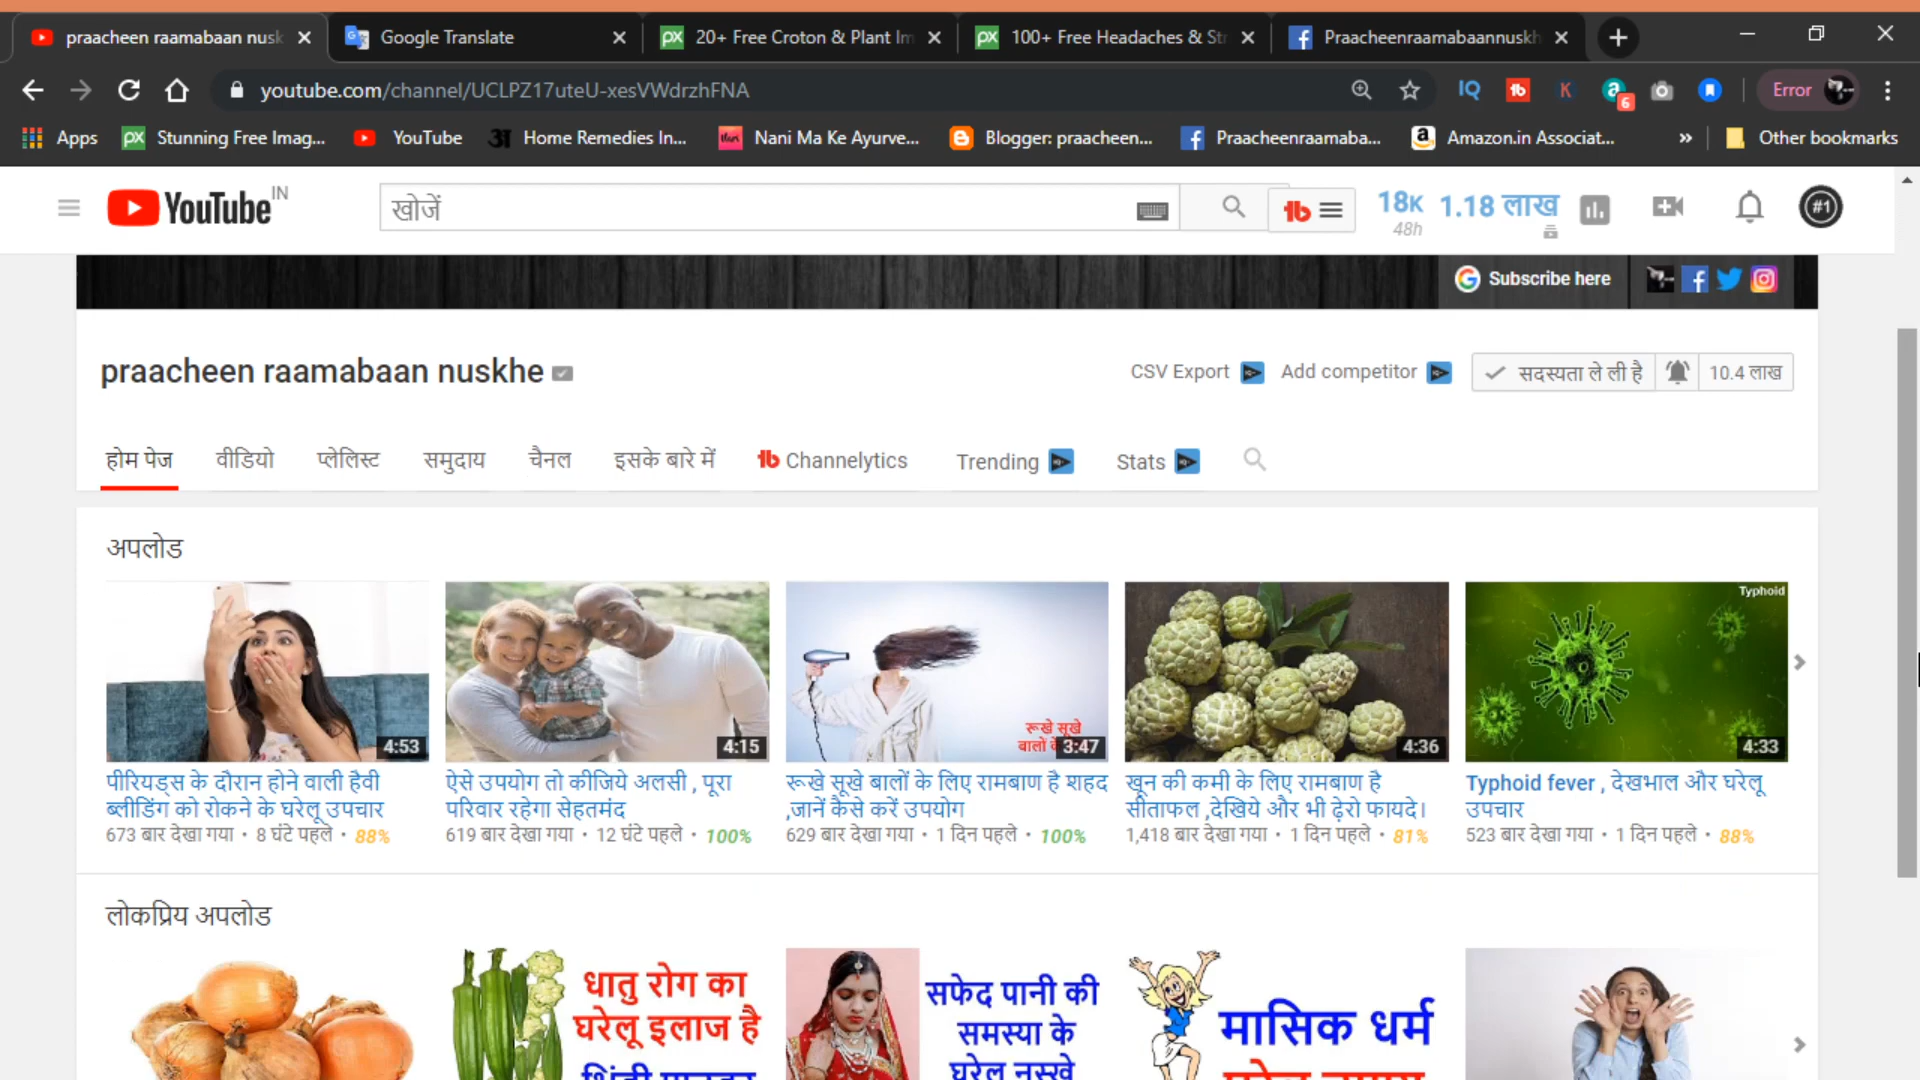 praacheen raamabaan nusk
Google Translate
20+ Free Croton & Plant Im
100+ Free Headaches & Str
Praacheenraamabaannuskh
youtube.com/channel/UCLPZ17uteU-xesVWdrzhFNA
IQ
K
6
Error
Apps
px Stunning Free Imag...
YouTube
Home Remedies In...
Nani Ma Ke Ayurve...
Blogger: praacheen...
Praacheenraamaba...
Amazon.in Associat...
»
Other bookmarks
YouTube IN
खोजें
18K
48h
1.18 लाख
#1
Subscribe here
praacheen raamabaan nuskhe
CSV Export
Add competitor
सदस्यता ले ली है
10.4 लाख
होम पेज
वीडियो
प्लेलिस्ट
समुदाय
चैनल
इसके बारे में
Channelytics
Trending
Stats
अपलोड
4:53
4:15
रूखे सूखे
बालों के
3:47
4:36
Typhoid
4:33
पीरियड्स के दौरान होने वाली हैवी
ब्लीडिंग को रोकने के घरेलू उपचार
673 बार देखा गया • 8 घंटे पहले • 88%
ऐसे उपयोग तो कीजिये अलसी , पूरा
परिवार रहेगा सेहतमंद
619 बार देखा गया • 12 घंटे पहले • 100%
रूखे सूखे बालों के लिए रामबाण है शहद
,जानें कैसे करें उपयोग
629 बार देखा गया • 1 दिन पहले • 100%
खून की कमी के लिए रामबाण है
सीताफल ,देखिये और भी ढ़ेरो फायदे।
1,418 बार देखा गया • 1 दिन पहले • 81%
Typhoid fever , देखभाल और घरेलू
उपचार
523 बार देखा गया • 1 दिन पहले • 88%
लोकप्रिय अपलोड
धातु रोग का
घरेलू इलाज है
सफेद पानी की
समस्या के
घरेलू नुस्खे
मासिक धर्म